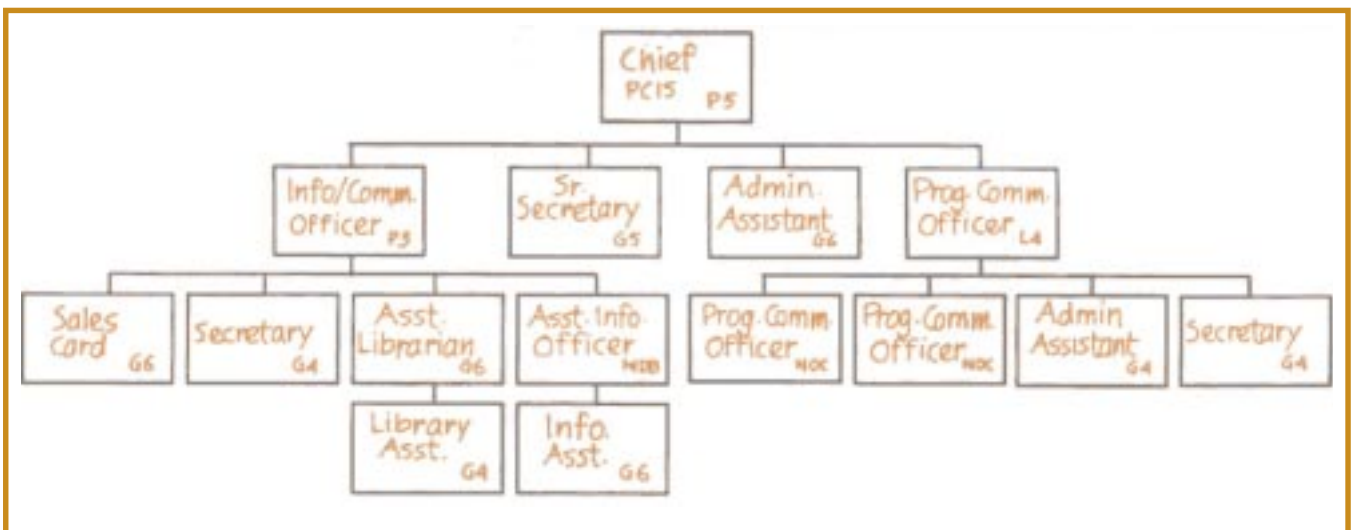 Chief
PCIS P5
Info/Comm.
Officer P3
Sr.
Secretary
G5
Admin.
Assistant
G6
Prog. Comm.
Officer L4
Sales
Card
G6
Secretary
G4
Asst.
Librarian
G6
Asst. Info.
Officer
Prog. Comm.
Officer NOC
Prog. Comm.
Officer NOC
Admin
Assistant
G4
Secretary
G4
Library
Asst.
G4
Info.
Asst.
G6